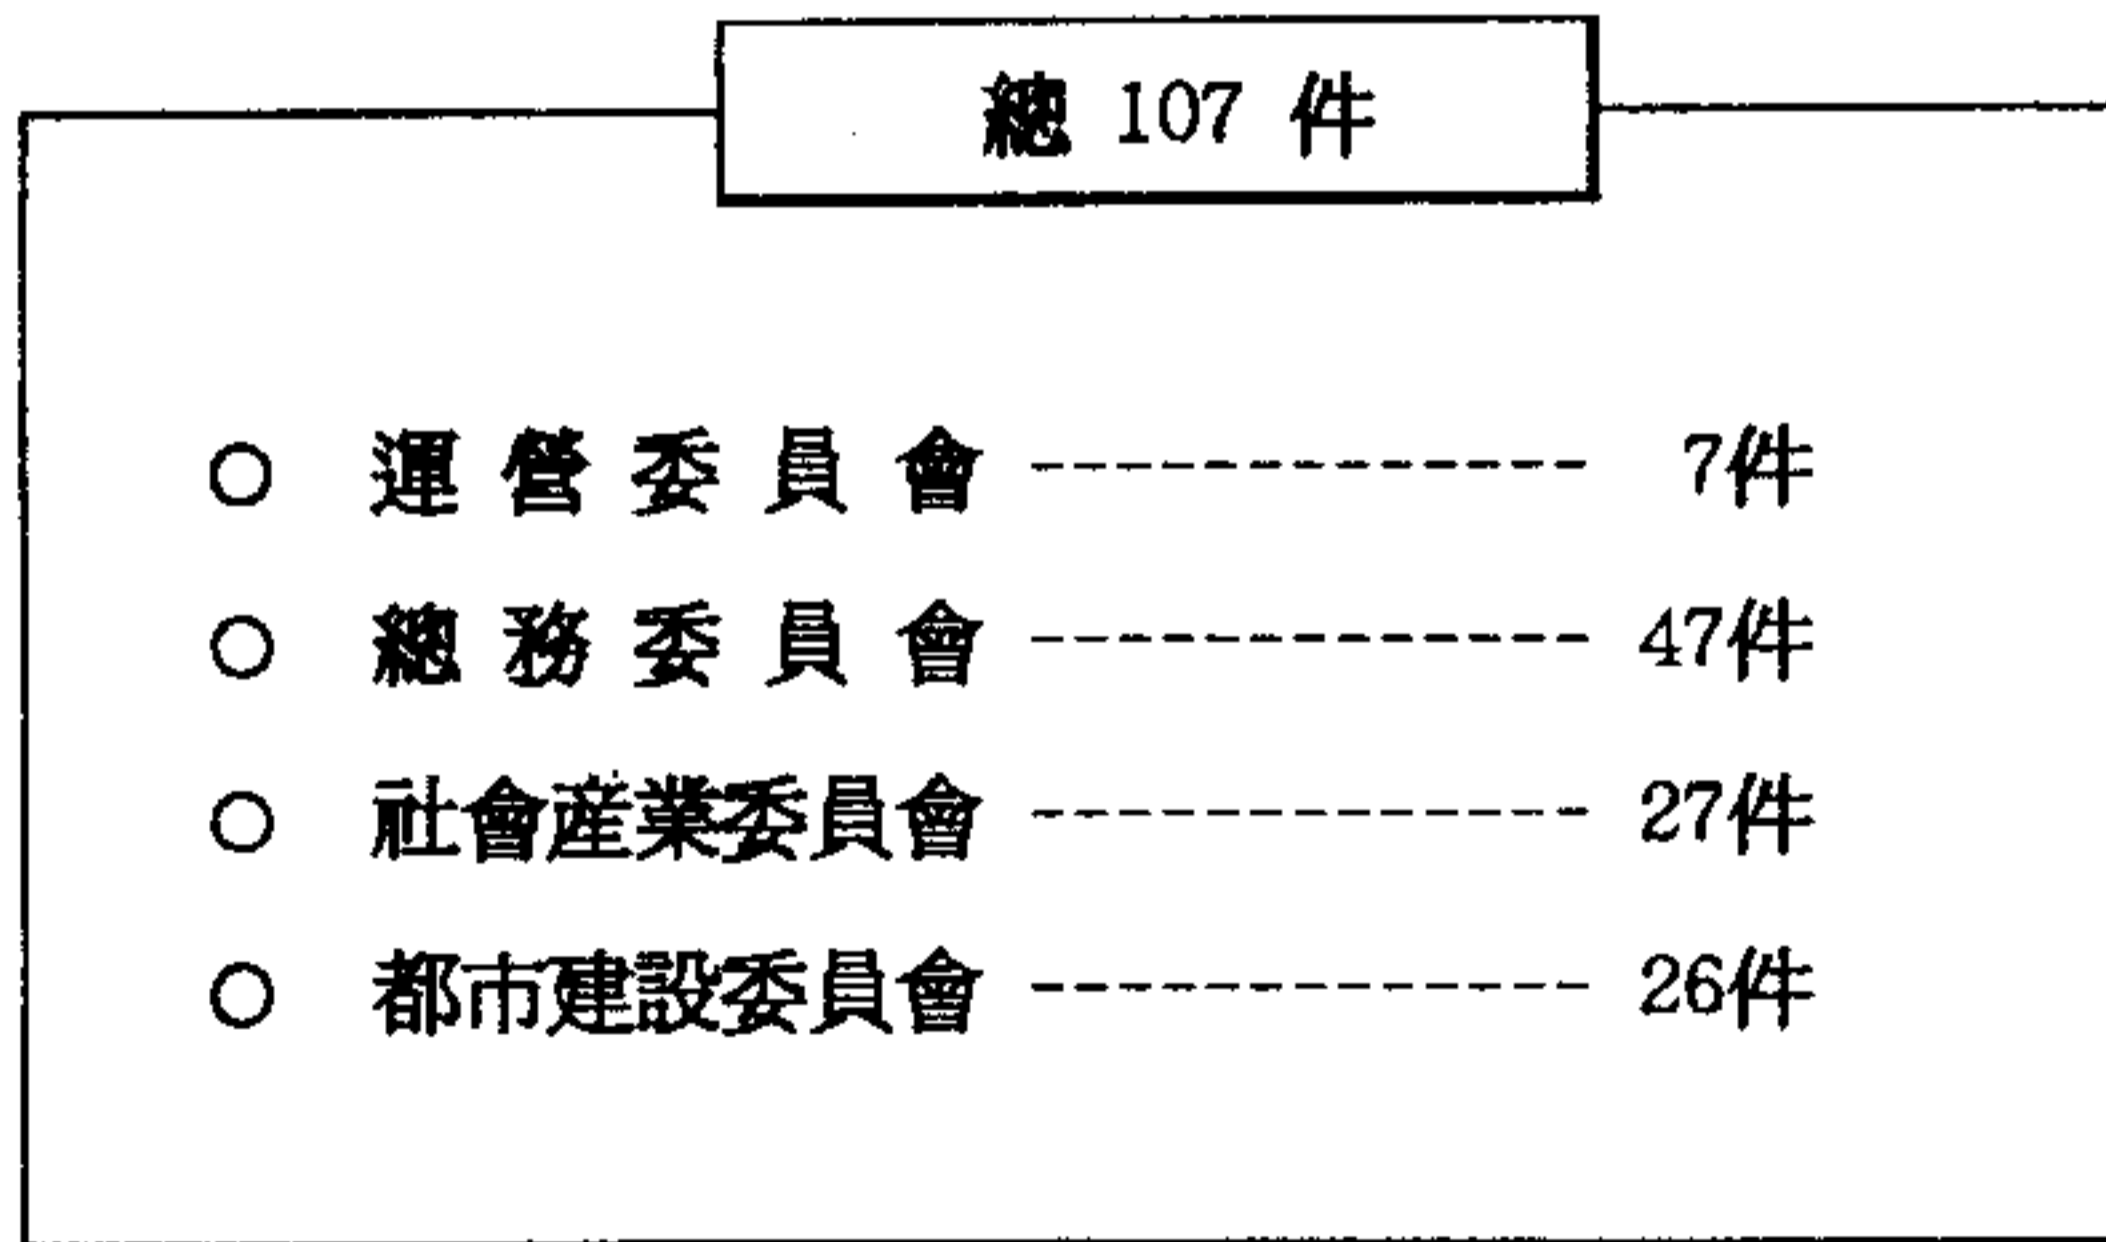 總 107 件
○ 運營委員會 ------------- 7件
○ 總務委員會 ------------- 47件
○ 社會産業委員會 ------------- 27件
○ 都市建設委員會 ------------- 26件